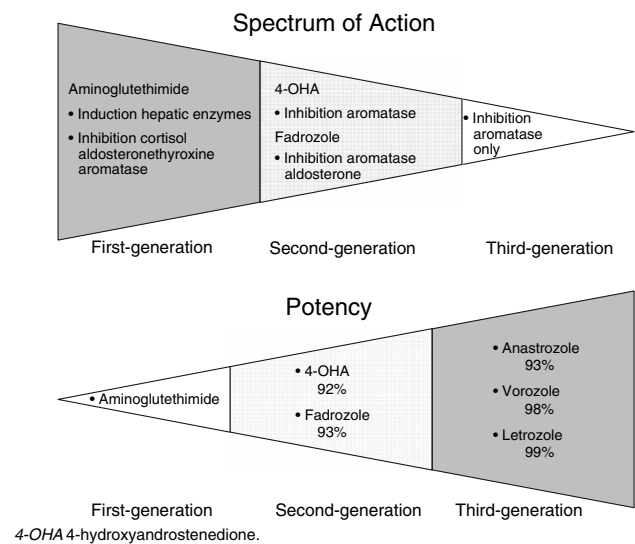 Spectrum of Action
Aminoglutethimide
• Induction hepatic enzymes
• Inhibition cortisol
aldosteronethyroxine
aromatase
4-OHA
• Inhibition aromatase
Fadrozole
• Inhibition aromatase
aldosterone
• Inhibition
aromatase
only
First-generation
Second-generation
Third-generation
Potency
• Aminoglutethimide
• 4-OHA
92%
• Fadrozole
93%
• Anastrozole
93%
• Vorozole
98%
• Letrozole
99%
First-generation
Second-generation
Third-generation
4-OHA 4-hydroxyandrostenedione.